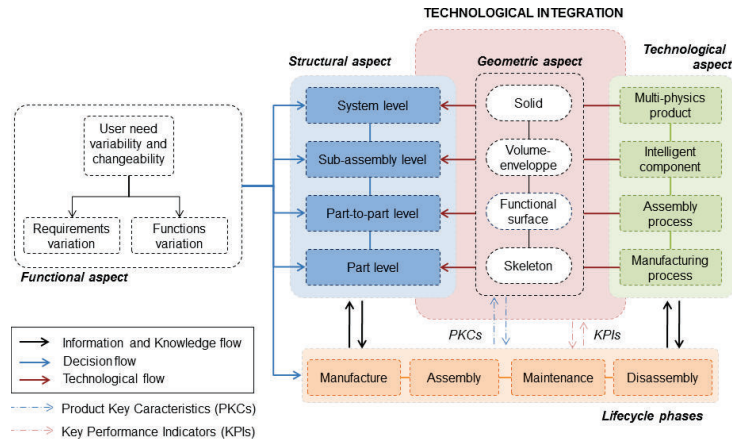 TECHNOLOGICAL INTEGRATION
Structural aspect
Geometric aspect
Technological
aspect
User need
variability and
changeability
Requirements
variation
Functions
variation
Functional aspect
System level
Sub-assembly level
Part-to-part level
Part level
Solid
Volume-
enveloppe
Functional
surface
Skeleton
Multi-physics
product
Intelligent
component
Assembly
process
Manufacturing
process
PKCs
KPIs
Manufacture
Assembly
Maintenance
Disassembly
Lifecycle phases
Information and Knowledge flow
Decision flow
Technological flow
Product Key Caracteristics (PKCs)
Key Performance Indicators (KPIs)